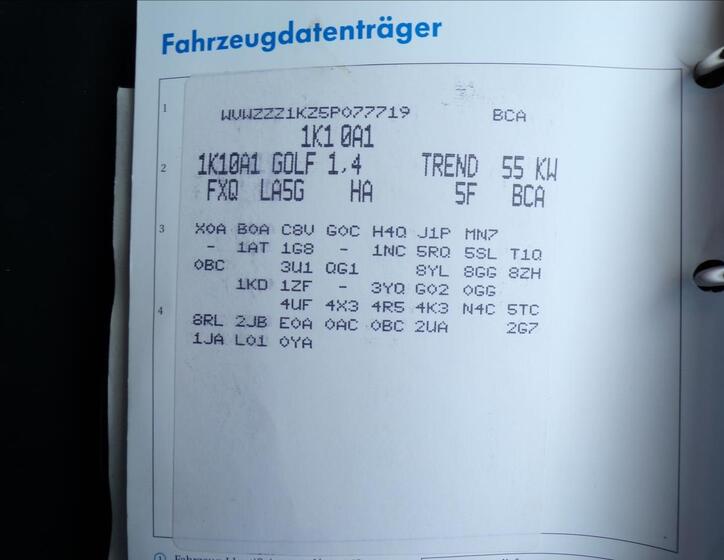 Fahrzeugdatenträger
1 WVWZZZ1KZ5P077719 BCA
1K1 0A1
2 1K10A1 GOLF 1,4 TREND 55 KW
FXQ LA5G HA 5F BCA
3 X0A B0A C8V G0C H4Q J1P MN7
- 1AT 1G8 - 1NC 5RQ 5SL T1Q
0BC 3U1 QG1 8YL 8GG 8ZH
1KD 1ZF - 3YQ G02 0GG
4 4UF 4X3 4R5 4K3 N4C 5TC
8RL 2JB E0A 0AC 0BC 2UA 2G7
1JA L01 0YA